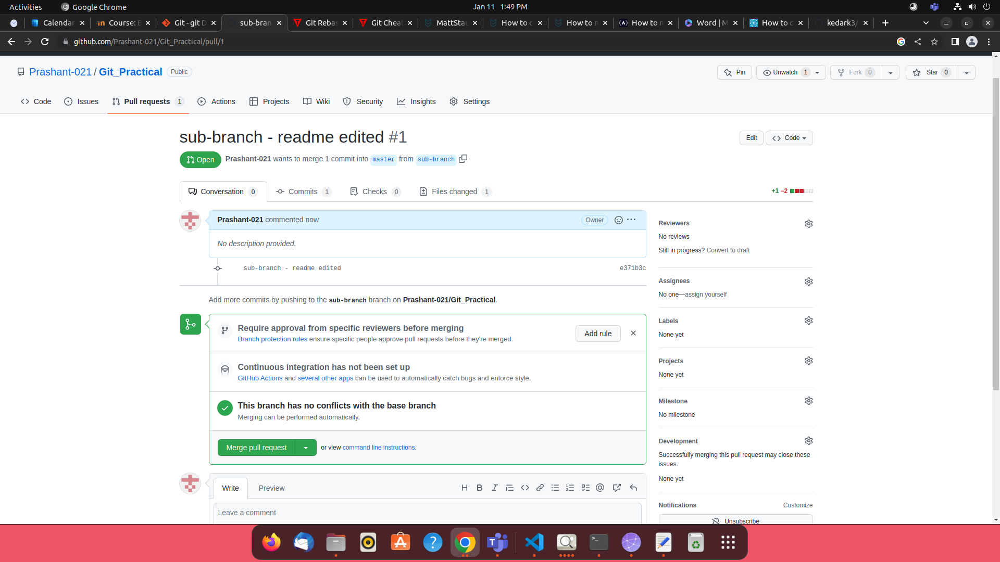 Activities
Google Chrome
Jan 11 1:49 PM
Calendar
Course: B
Git - git D
sub-bran
Git Rebas
Git Cheat
MattStau
How to c
How to r
How to m
Word | M
How to c
kedark3/
github.com/Prashant-021/Git_Practical/pull/1
Prashant-021 / Git_Practical Public
Pin
Unwatch 1
Fork 0
Star 0
Code
Issues
Pull requests 1
Actions
Projects
Wiki
Security
Insights
Settings
sub-branch - readme edited #1
Edit
Code
Open
Prashant-021 wants to merge 1 commit into master from sub-branch
Conversation 0
Commits 1
Checks 0
Files changed 1
+1 −2
Prashant-021 commented now
Owner
No description provided.
sub-branch - readme edited
e371b3c
Add more commits by pushing to the sub-branch branch on Prashant-021/Git_Practical.
Require approval from specific reviewers before merging
Branch protection rules ensure specific people approve pull requests before they're merged.
Add rule
Continuous integration has not been set up
GitHub Actions and several other apps can be used to automatically catch bugs and enforce style.
This branch has no conflicts with the base branch
Merging can be performed automatically.
Merge pull request
or view command line instructions.
Write
Preview
Leave a comment
Reviewers
No reviews
Still in progress? Convert to draft
Assignees
No one—assign yourself
Labels
None yet
Projects
None yet
Milestone
No milestone
Development
Successfully merging this pull request may close these
issues.
None yet
Notifications
Customize
Unsubscribe